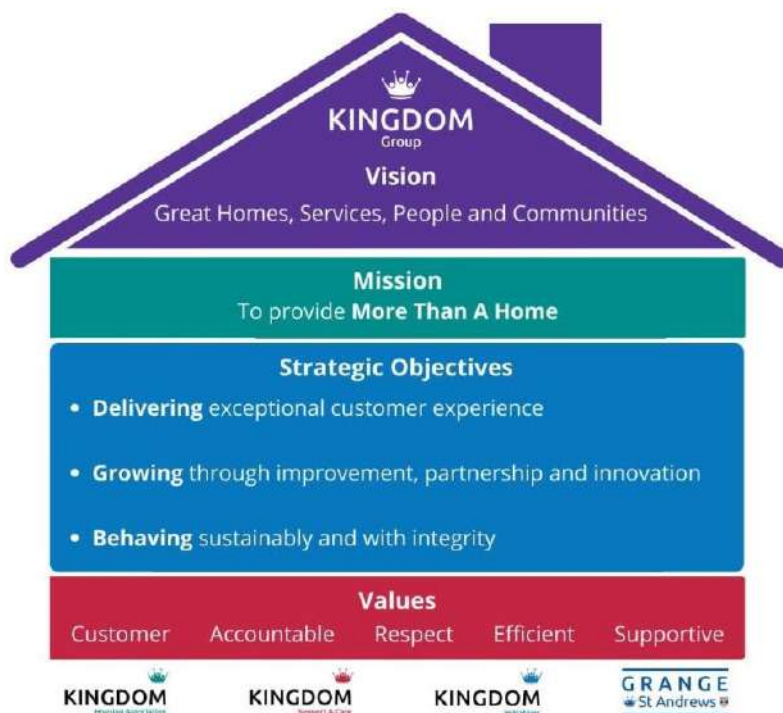 KINGDOM
Group
Vision
Great Homes, Services, People and Communities
Mission
To provide More Than A Home
Strategic Objectives
• Delivering exceptional customer experience
• Growing through improvement, partnership and innovation
• Behaving sustainably and with integrity
Values
Customer Accountable Respect Efficient Supportive
KINGDOM KINGDOM KINGDOM GRANGE
Support & Care St Andrews